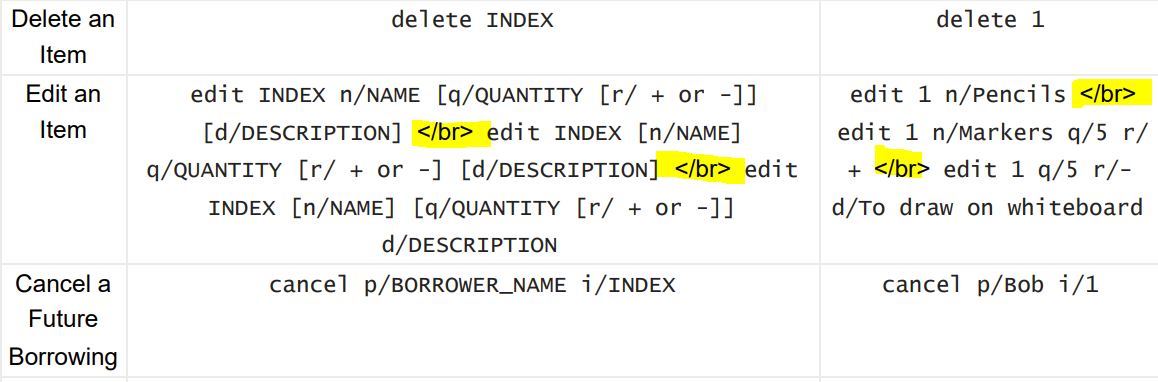 Delete an
Item
delete INDEX
delete 1
Edit an
Item
edit INDEX n/NAME [q/QUANTITY [r/ + or -]]
[d/DESCRIPTION] </br> edit INDEX [n/NAME]
q/QUANTITY [r/ + or -] [d/DESCRIPTION] </br> edit
INDEX [n/NAME] [q/QUANTITY [r/ + or -]]
d/DESCRIPTION
edit 1 n/Pencils </br>
edit 1 n/Markers q/5 r/
+ </br> edit 1 q/5 r/-
d/To draw on whiteboard
Cancel a
Future
Borrowing
cancel p/BORROWER_NAME i/INDEX
cancel p/Bob i/1